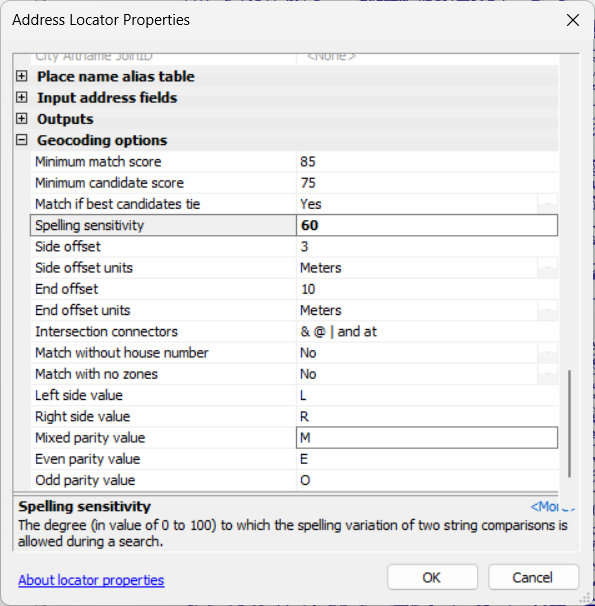 Address Locator Properties
City Altname JoinID <None>
Place name alias table
Input address fields
Outputs
Geocoding options
Minimum match score 85
Minimum candidate score 75
Match if best candidates tie Yes
Spelling sensitivity 60
Side offset 3
Side offset units Meters
End offset 10
End offset units Meters
Intersection connectors & @ | and at
Match without house number No
Match with no zones No
Left side value L
Right side value R
Mixed parity value M
Even parity value E
Odd parity value O
Spelling sensitivity
The degree (in value of 0 to 100) to which the spelling variation of two string comparisons is
allowed during a search.
About locator properties OK Cancel